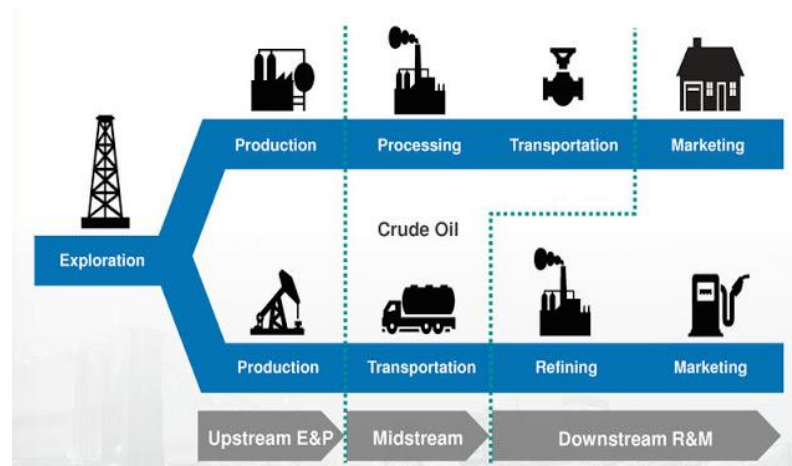 Production Processing Transportation Marketing
Crude Oil
Exploration
Production Transportation Refining Marketing
Upstream E&P Midstream Downstream R&M